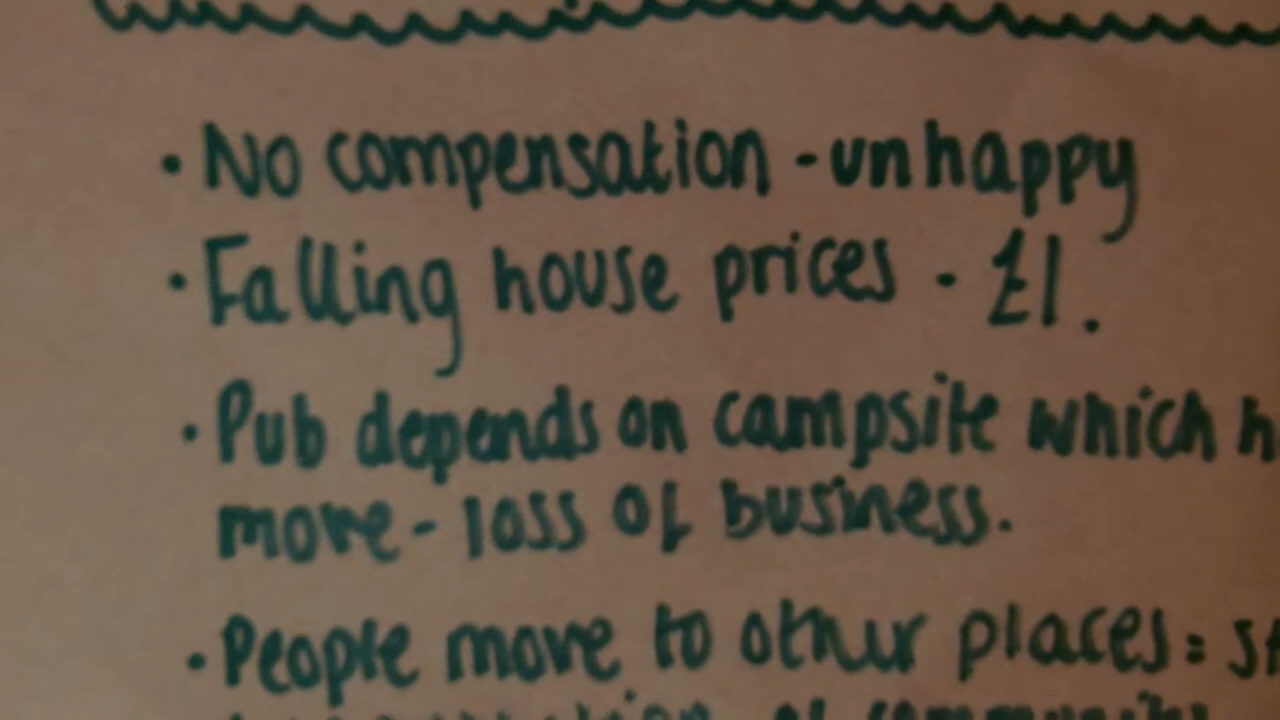 • No compensation - unhappy
• Falling house prices - £1.
• Pub depends on campsite which
move - loss of business.
• People move to other places =
of